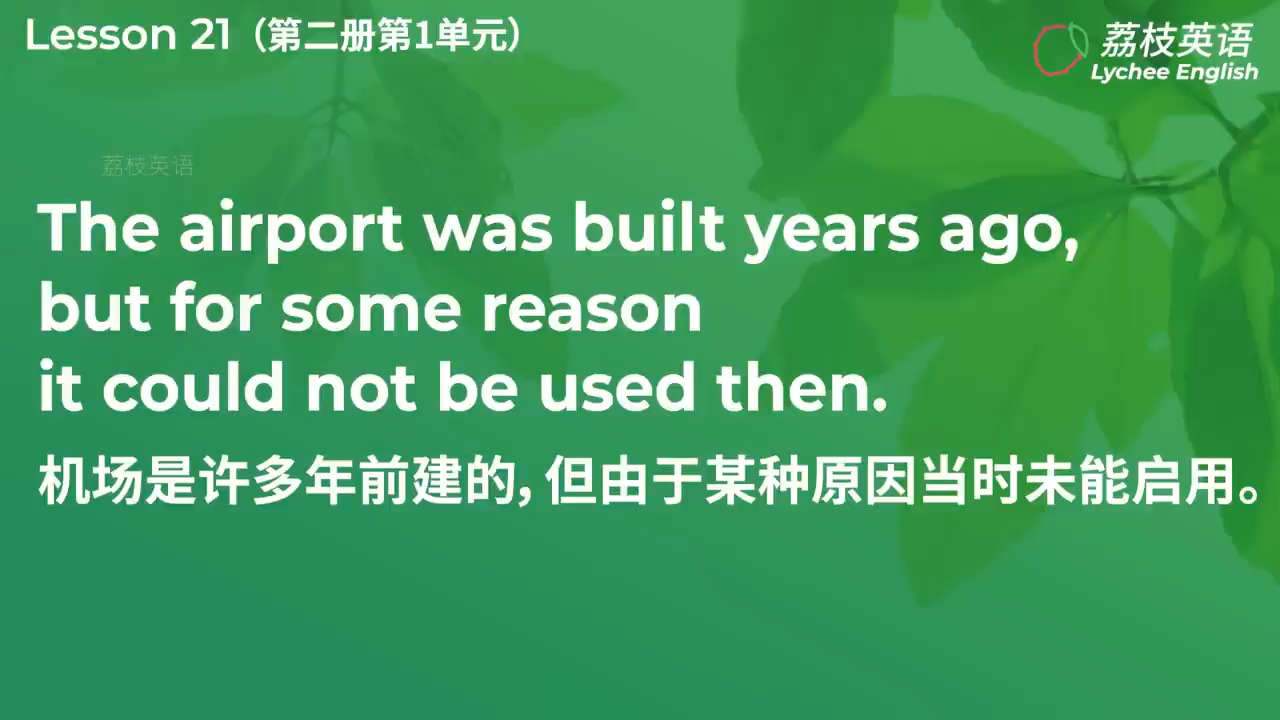 Lesson 21（第二册第1单元）
荔枝英语
Lychee English
荔枝英语
The airport was built years ago,
but for some reason
it could not be used then.
机场是许多年前建的, 但由于某种原因当时未能启用。